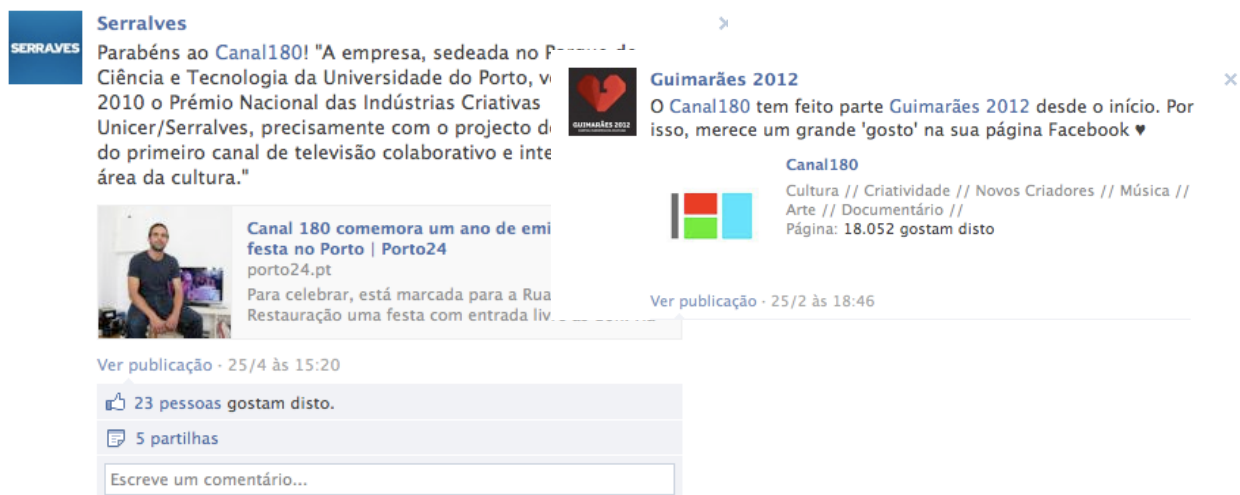 SERRALVES
Serralves
Parabéns ao Canal180! "A empresa, sedeada no Parque de
Ciência e Tecnologia da Universidade do Porto,
2010 o Prémio Nacional das Indústrias Criativas
Unicer/Serralves, precisamente com o projecto
do primeiro canal de televisão colaborativo e
área da cultura."
Canal 180 comemora um ano de
festa no Porto | Porto24
porto24.pt
Para celebrar, está marcada para a Rua
Restauração uma festa com entrada
Ver publicação · 25/4 às 15:20
23 pessoas gostam disto.
5 partilhas
Escreve um comentário...
GUIMARÃES 2012
Guimarães 2012
O Canal180 tem feito parte Guimarães 2012 desde o início. Por
isso, merece um grande 'gosto' na sua página Facebook ♥
Canal180
Cultura // Criatividade // Novos Criadores // Música //
Arte // Documentário //
Página: 18.052 gostam disto
Ver publicação · 25/2 às 18:46